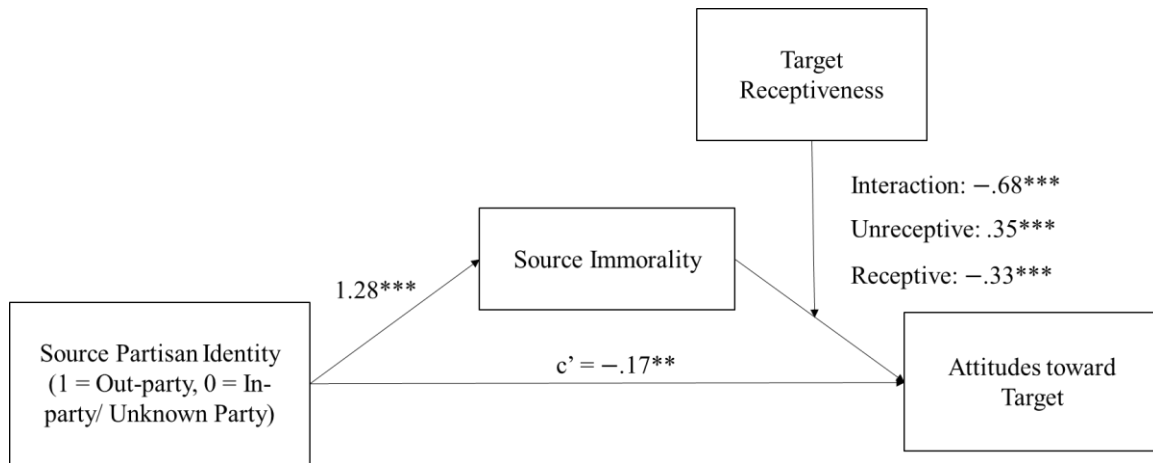 Target
Receptiveness
Interaction: −.68***
Unreceptive: .35***
Receptive: −.33***
Source Immorality
1.28***
Source Partisan Identity
(1 = Out-party, 0 = In-
party/ Unknown Party)
c’ = −.17**
Attitudes toward
Target